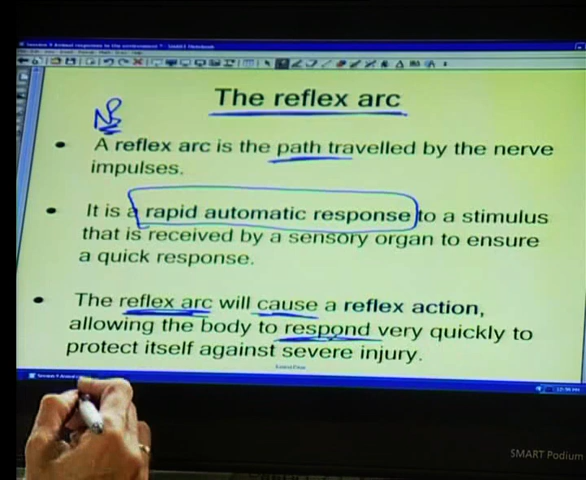 The reflex arc
NB
A reflex arc is the path travelled by the nerve
impulses.
It is a rapid automatic response to a stimulus
that is received by a sensory organ to ensure
a quick response.
The reflex arc will cause a reflex action,
allowing the body to respond very quickly to
protect itself against severe injury.
SMART Podium